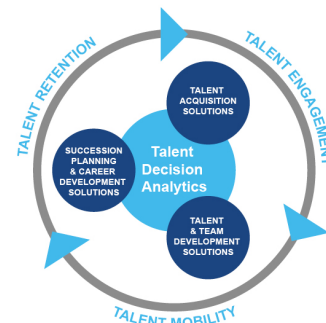 TALENT RETENTION
TALENT ENGAGEMENT
TALENT
ACQUISITION
SOLUTIONS
SUCCESSION
PLANNING
& CAREER
DEVELOPMENT
SOLUTIONS
Talent
Decision
Analytics
TALENT
& TEAM
DEVELOPMENT
SOLUTIONS
TALENT MOBILITY